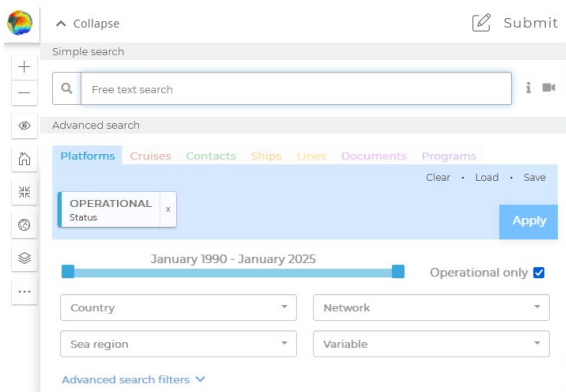 Collapse
Submit
Simple search
Free text search
Advanced search
Platforms Cruises Contacts Ships Lines Documents Programs
Clear • Load • Save
OPERATIONAL x
Status
Apply
January 1990 - January 2025
Operational only
Country
Network
Sea region
Variable
Advanced search filters